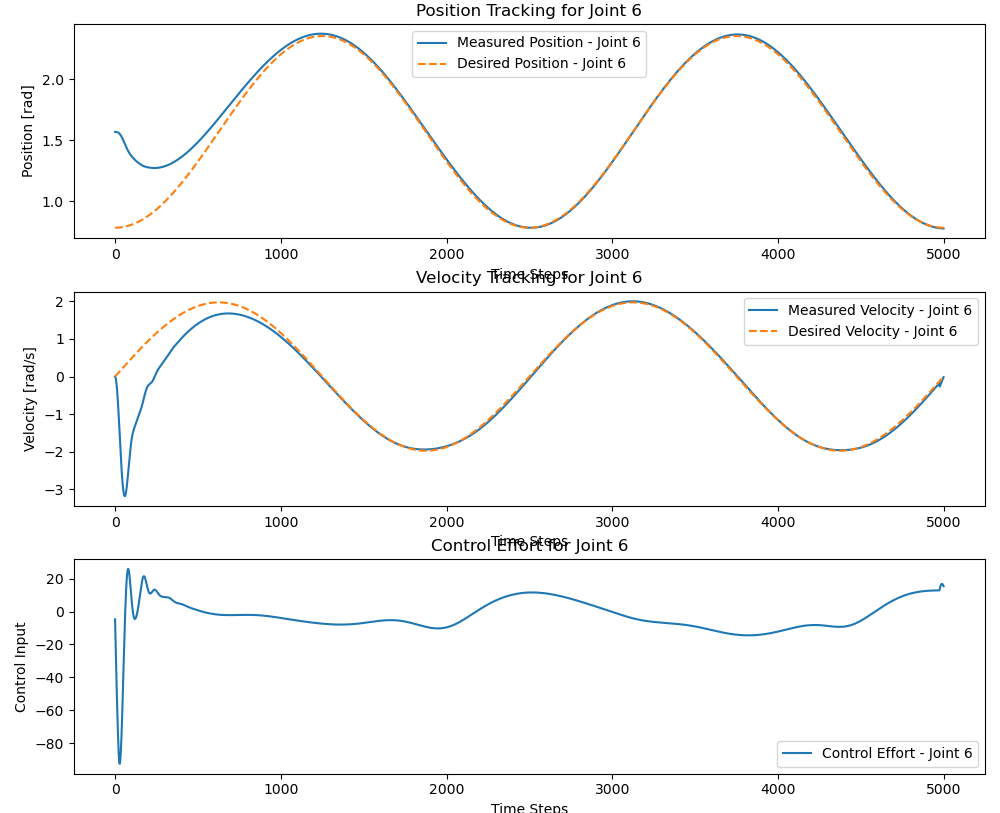 Position Tracking for Joint 6
Measured Position - Joint 6
Desired Position - Joint 6
Position [rad]
2.0
1.5
1.0
0 1000 2000 3000 4000 5000
Time Steps
Velocity Tracking for Joint 6
Measured Velocity - Joint 6
Desired Velocity - Joint 6
Velocity [rad/s]
2
1
0
−1
−2
−3
0 1000 2000 3000 4000 5000
Time Steps
Control Effort for Joint 6
Control Input
20
0
−20
−40
−60
−80
Control Effort - Joint 6
0 1000 2000 3000 4000 5000
Time Steps